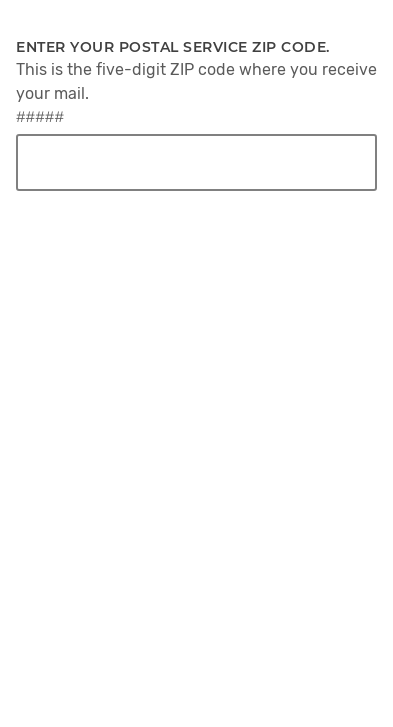 ENTER YOUR POSTAL SERVICE ZIP CODE.
This is the five-digit ZIP code where you receive
your mail.
#####